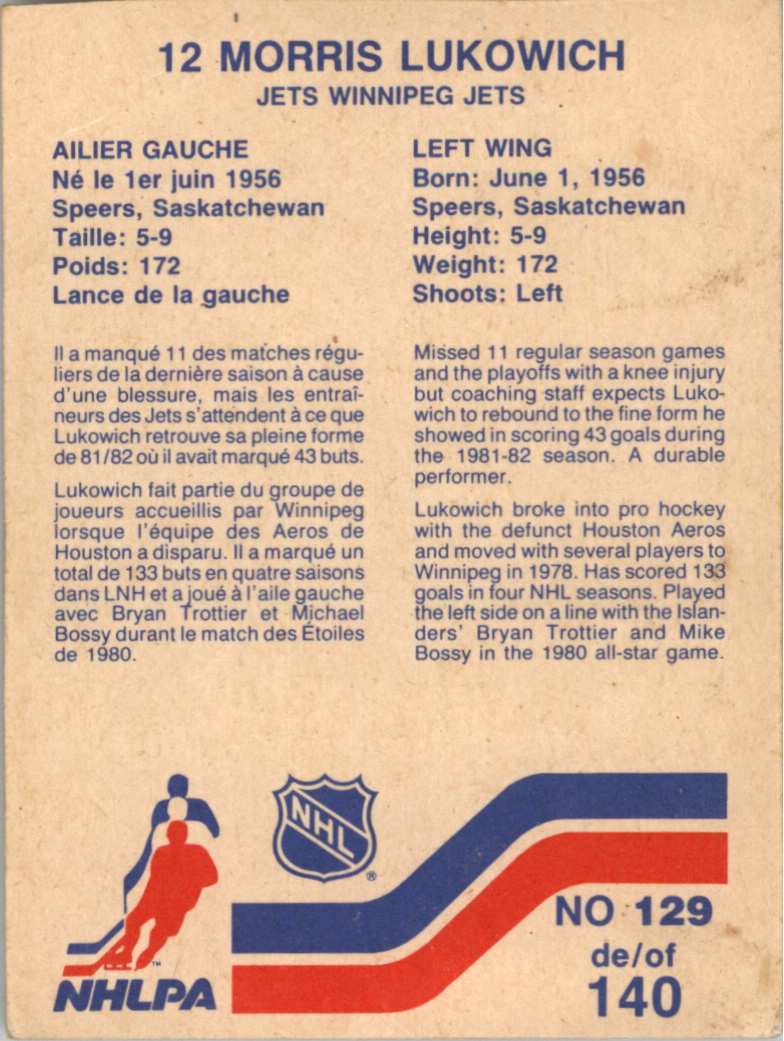 12 MORRIS LUKOWICH
JETS WINNIPEG JETS
AILIER GAUCHE
Né le 1er juin 1956
Speers, Saskatchewan
Taille: 5-9
Poids: 172
Lance de la gauche
Il a manqué 11 des matches régu-
liers de la dernière saison à cause
d'une blessure, mais les entraî-
neurs des Jets s'attendent à ce que
Lukowich retrouve sa pleine forme
de 81/82 où il avait marqué 43 buts.
Lukowich fait partie du groupe de
joueurs accueillis par Winnipeg
lorsque l'équipe des Aeros de
Houston a disparu. Il a marqué un
total de 133 buts en quatre saisons
dans LNH et a joué à l'aile gauche
avec Bryan Trottier et Michael
Bossy durant le match des Étoiles
de 1980.
LEFT WING
Born: June 1, 1956
Speers, Saskatchewan
Height: 5-9
Weight: 172
Shoots: Left
Missed 11 regular season games
and the playoffs with a knee injury
but coaching staff expects Luko-
wich to rebound to the fine form he
showed in scoring 43 goals during
the 1981-82 season. A durable
performer.
Lukowich broke into pro hockey
with the defunct Houston Aeros
and moved with several players to
Winnipeg in 1978. Has scored 133
goals in four NHL seasons. Played
the left side on a line with the Islan-
ders' Bryan Trottier and Mike
Bossy in the 1980 all-star game.
NHL
®
TM
NHLPA
NO 129
de/of
140